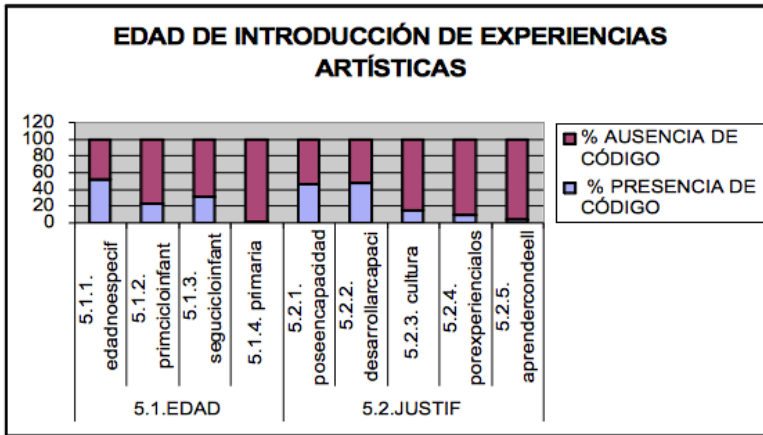 EDAD DE INTRODUCCIÓN DE EXPERIENCIAS
ARTÍSTICAS
120
100
80
60
40
20
0
% AUSENCIA DE
CÓDIGO
% PRESENCIA DE
CÓDIGO
5.1.1.
edadnoespecif
5.1.2.
primcicloinfant
5.1.3.
segucicloinfant
5.1.4. primaria
5.2.1.
poseencapacidad
5.2.2.
desarrollarcapaci
5.2.3. cultura
5.2.4.
porexperiencialos
5.2.5.
aprendercondeell
5.1.EDAD
5.2.JUSTIF